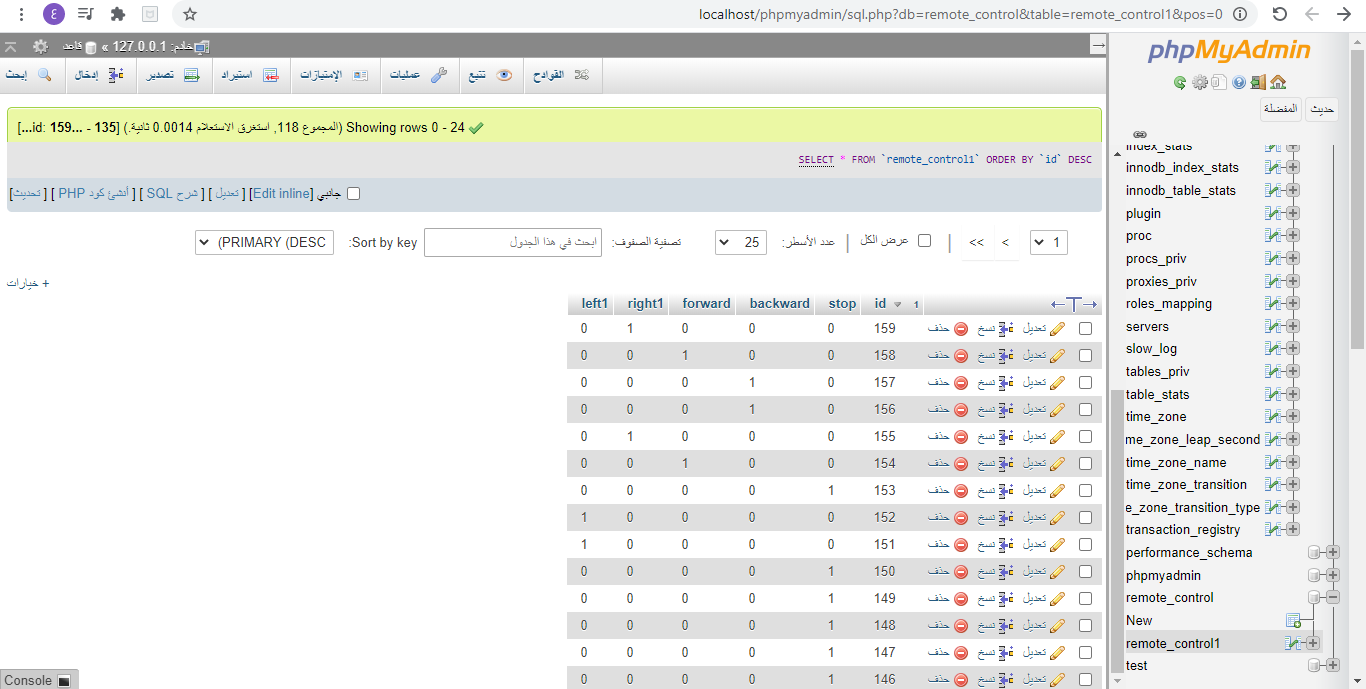 ε
localhost/phpmyadmin/sql.php?db=remote_control&table=remote_control1&pos=0
خادم: 127.0.0.1 » قاعد
القوادح
تتبع
عمليات
الإمتيازات
استيراد
تصدير
إدخال
إبحث
Showing rows 0 - 24 (المجموع 118, استغرق الاستعلام 0.0014 ثانية.) [id: 159... - 135...]
SELECT * FROM `remote_control1` ORDER BY `id` DESC
جانبي [Edit inline] [ تعديل ] [ شرح SQL ] [ أنشئ كود PHP ] [ تحديث]
1
>
>>
عرض الكل
عدد الأسطر:
25
تصفية الصفوف:
ابحث في هذا الجدول
Sort by key:
PRIMARY (DESC)
+ خيارات
left1 right1 forward backward stop id 1
0 1 0 0 0 159 حذف نسخ تعديل
0 0 1 0 0 158 حذف نسخ تعديل
0 0 0 1 0 157 حذف نسخ تعديل
0 0 0 1 0 156 حذف نسخ تعديل
0 1 0 0 0 155 حذف نسخ تعديل
0 0 1 0 0 154 حذف نسخ تعديل
0 0 0 0 1 153 حذف نسخ تعديل
1 0 0 0 0 152 حذف نسخ تعديل
1 0 0 0 0 151 حذف نسخ تعديل
0 0 0 0 1 150 حذف نسخ تعديل
0 0 0 0 1 149 حذف نسخ تعديل
0 0 0 0 1 148 حذف نسخ تعديل
0 0 0 0 1 147 حذف نسخ تعديل
0 0 0 0 1 146 حذف نسخ تعديل
Console
phpMyAdmin
حديث
المفضلة
index_stats
innodb_index_stats
innodb_table_stats
plugin
proc
procs_priv
proxies_priv
roles_mapping
servers
slow_log
tables_priv
table_stats
time_zone
me_zone_leap_second
time_zone_name
time_zone_transition
e_zone_transition_type
transaction_registry
performance_schema
phpmyadmin
remote_control
New
remote_control1
test